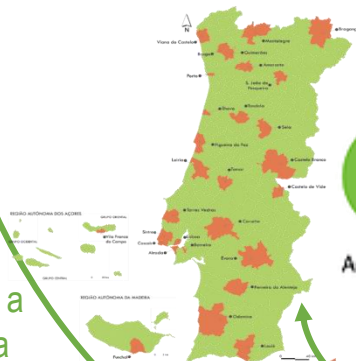 N
Bragança
Viana do Castelo
Montalegre
Braga
Guimarães
Amarante
Porto
S. João da
Pesqueira
Ílhavo
Seia
Figueira da Foz
Leiria
Castelo Branco
Tomar
Castelo de Vide
Torres Vedras
Coruche
Sintra
Lisboa
Cascais
Barreiro
Almada
Évora
REGIÃO AUTÓNOMA DOS AÇORES
Vila Franca
do Campo
Ferreira do Alentejo
REGIÃO AUTÓNOMA DA MADEIRA
Odemira
Funchal
Loulé
a
a
A